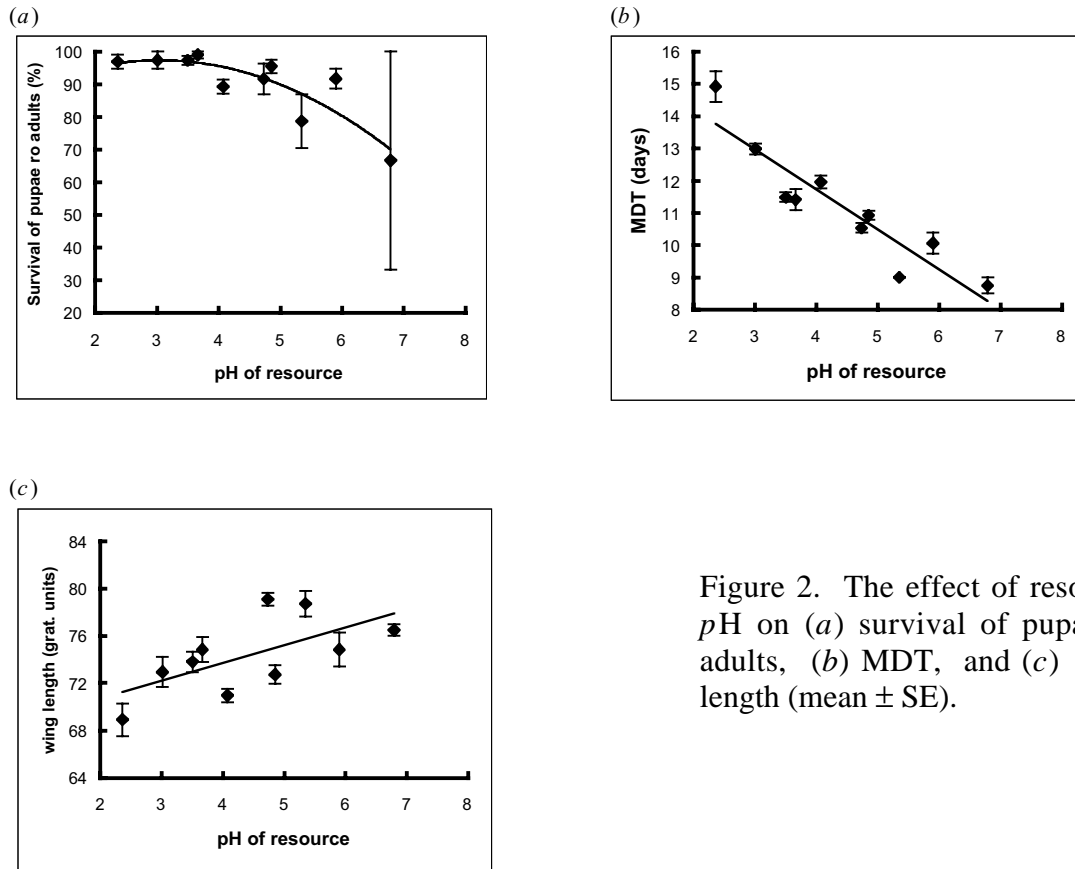 (a)
Survival of pupae ro adults (%)
100
90
80
70
60
50
40
30
20
2 3 4 5 6 7 8
pH of resource
(b)
MDT (days)
16
15
14
13
12
11
10
9
8
2 3 4 5 6 7 8
pH of resource
(c)
wing length (grat. units)
84
80
76
72
68
64
2 3 4 5 6 7 8
pH of resource
Figure 2. The effect of reso
pH on (a) survival of pupa
adults, (b) MDT, and (c)
length (mean ± SE).